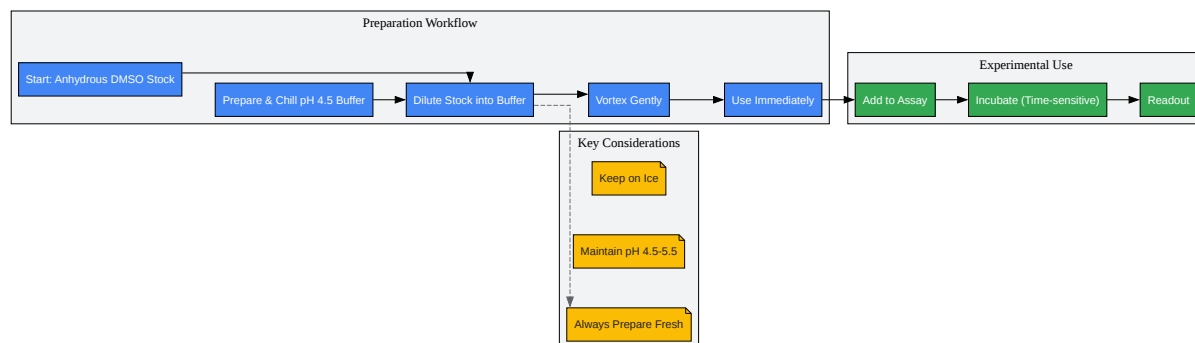 Preparation Workflow
Start: Anhydrous DMSO Stock
Prepare & Chill pH 4.5 Buffer
Dilute Stock into Buffer
Vortex Gently
Use Immediately
Experimental Use
Add to Assay
Incubate (Time-sensitive)
Readout
Key Considerations
Keep on Ice
Maintain pH 4.5-5.5
Always Prepare Fresh